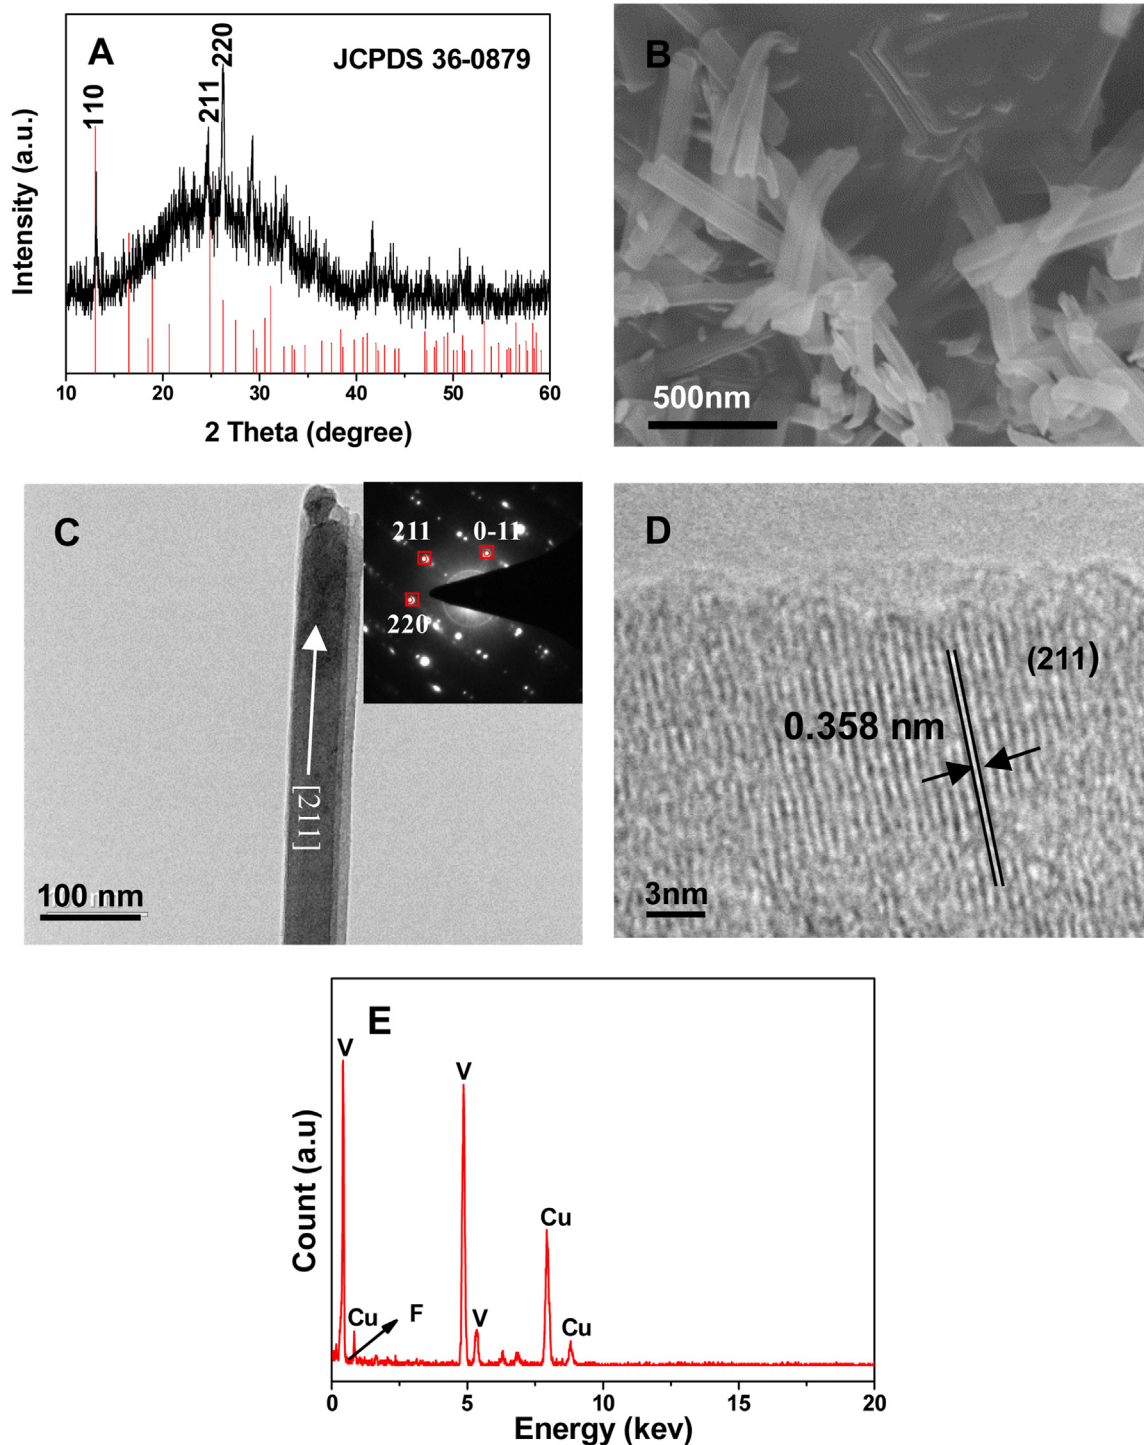 A
JCPDS 36-0879
110
211
220
Intensity (a.u.)
10 20 30 40 50 60
2 Theta (degree)
B
500nm
C
211
0-11
220
[211]
100 nm
D
(211)
0.358 nm
3nm
E
V
V
Cu
F
V
Cu
Cu
Count (a.u)
0 5 10 15 20
Energy (kev)